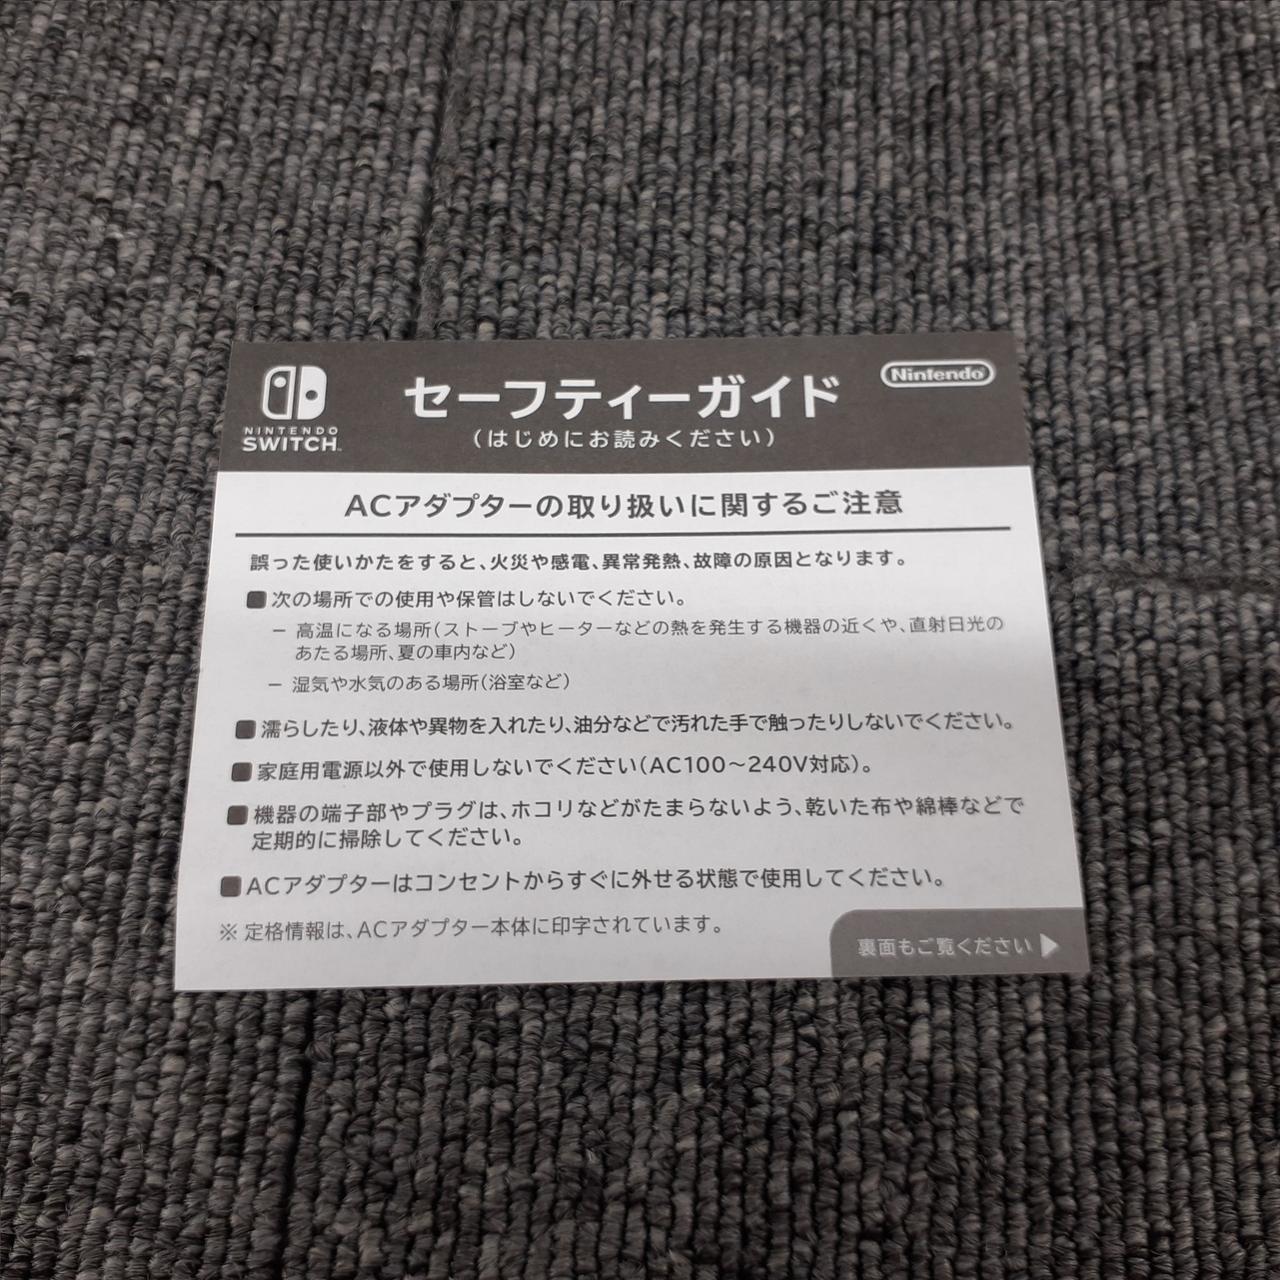 NINTENDO
SWITCH™
セーフティーガイド
Nintendo®
(はじめにお読みください)
ACアダプターの取り扱いに関するご注意
誤った使いかたをすると、火災や感電、異常発熱、故障の原因となります。
■次の場所での使用や保管はしないでください。
− 高温になる場所(ストーブやヒーターなどの熱を発生する機器の近くや、直射日光の
あたる場所、夏の車内など)
− 湿気や水気のある場所(浴室など)
■濡らしたり、液体や異物を入れたり、油分などで汚れた手で触ったりしないでください。
■家庭用電源以外で使用しないでください(AC100〜240V対応)。
■機器の端子部やプラグは、ホコリなどがたまらないよう、乾いた布や綿棒などで
定期的に掃除してください。
■ACアダプターはコンセントからすぐに外せる状態で使用してください。
※ 定格情報は、ACアダプター本体に印字されています。
裏面もご覧ください ▶